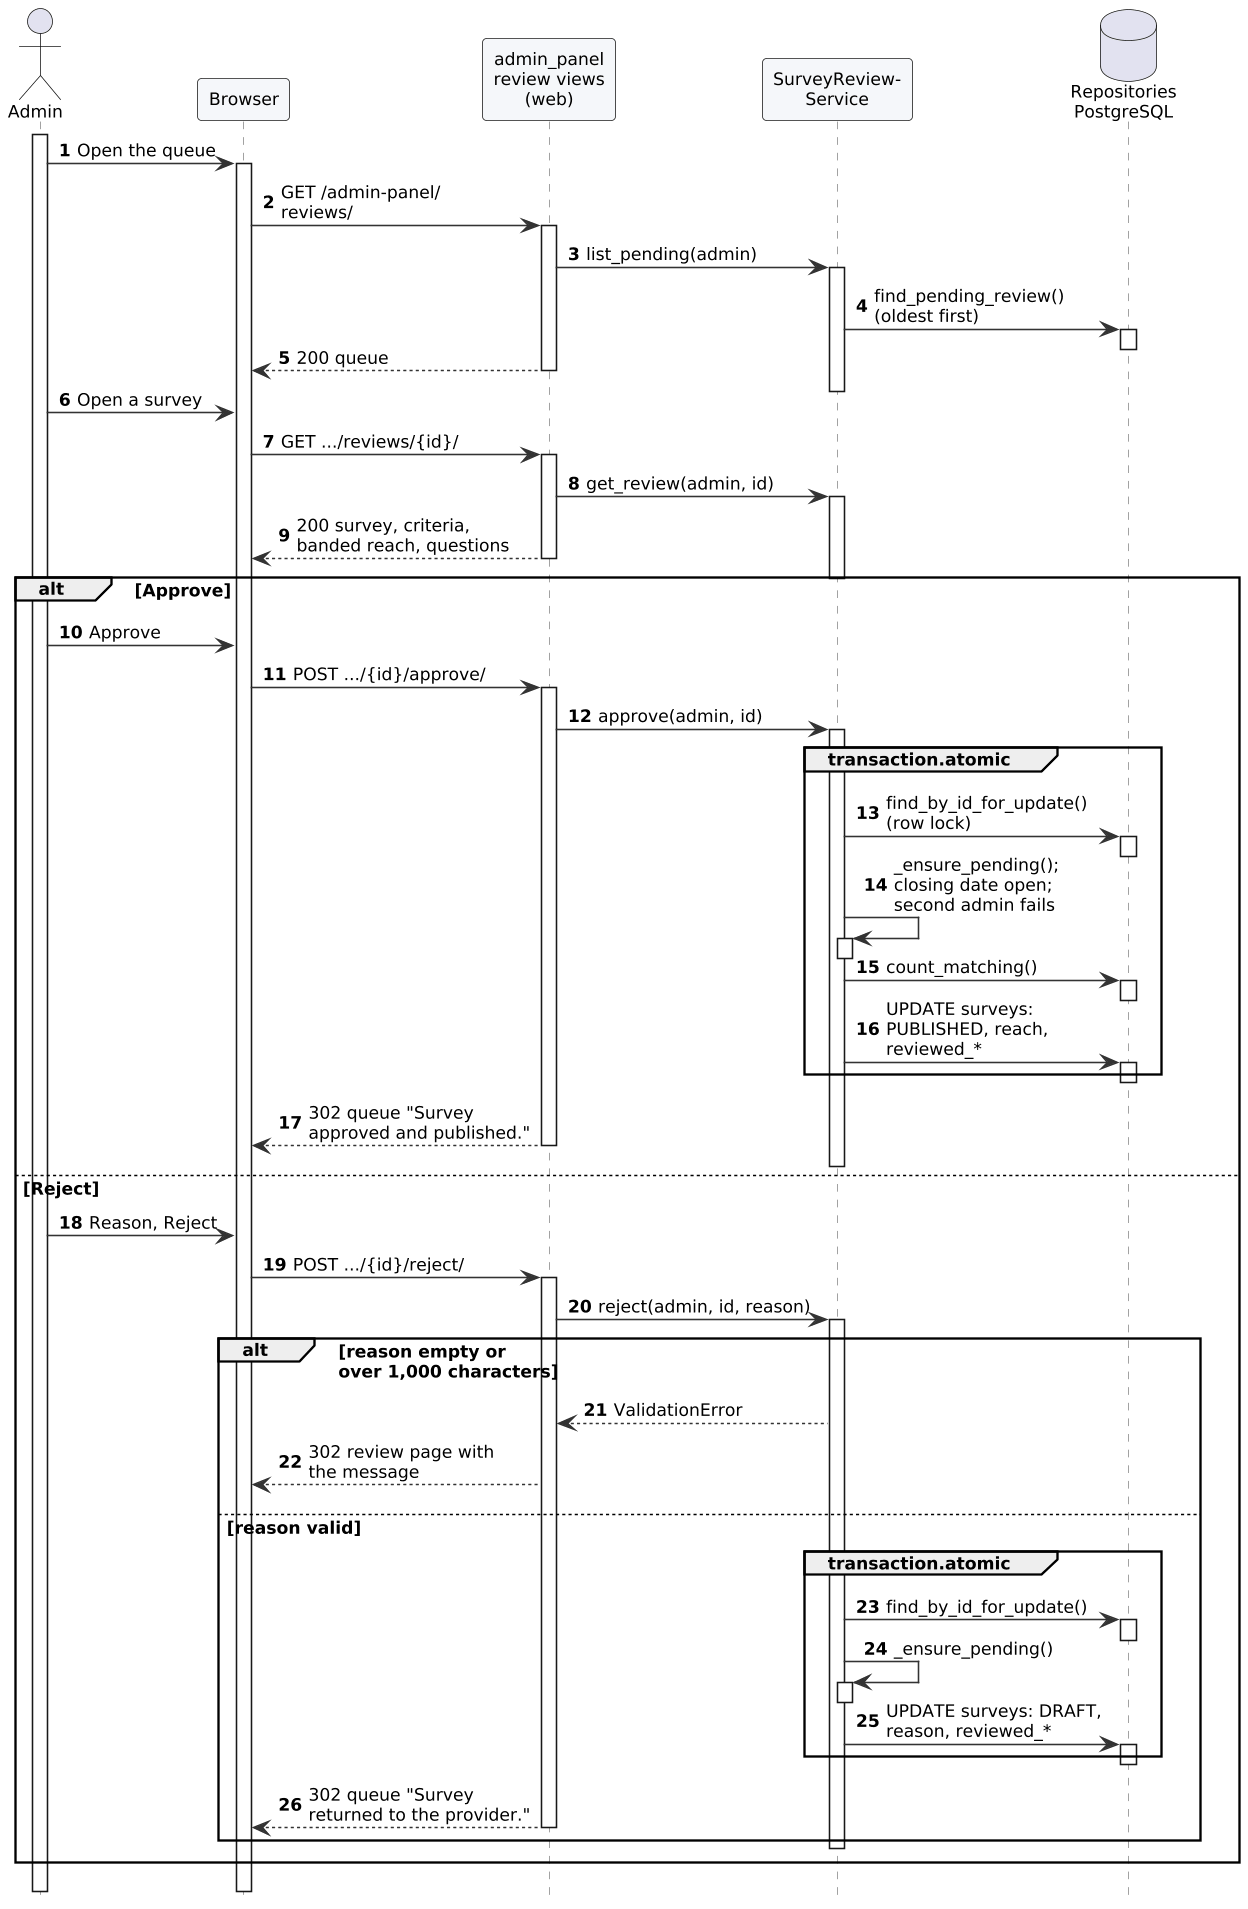 Admin
Browser
admin_panel
review views
(web)
SurveyReview-
Service
Repositories
PostgreSQL
1 Open the queue
2 GET /admin-panel/
reviews/
3 list_pending(admin)
4 find_pending_review()
(oldest first)
5 200 queue
6 Open a survey
7 GET .../reviews/{id}/
8 get_review(admin, id)
9 200 survey, criteria,
banded reach, questions
alt [Approve]
10 Approve
11 POST .../{id}/approve/
12 approve(admin, id)
transaction.atomic
13 find_by_id_for_update()
(row lock)
14 _ensure_pending();
closing date open;
second admin fails
15 count_matching()
16 UPDATE surveys:
PUBLISHED, reach,
reviewed_*
17 302 queue "Survey
approved and published."
[Reject]
18 Reason, Reject
19 POST .../{id}/reject/
20 reject(admin, id, reason)
alt [reason empty or
over 1,000 characters]
21 ValidationError
22 302 review page with
the message
[reason valid]
transaction.atomic
23 find_by_id_for_update()
24 _ensure_pending()
25 UPDATE surveys: DRAFT,
reason, reviewed_*
26 302 queue "Survey
returned to the provider."